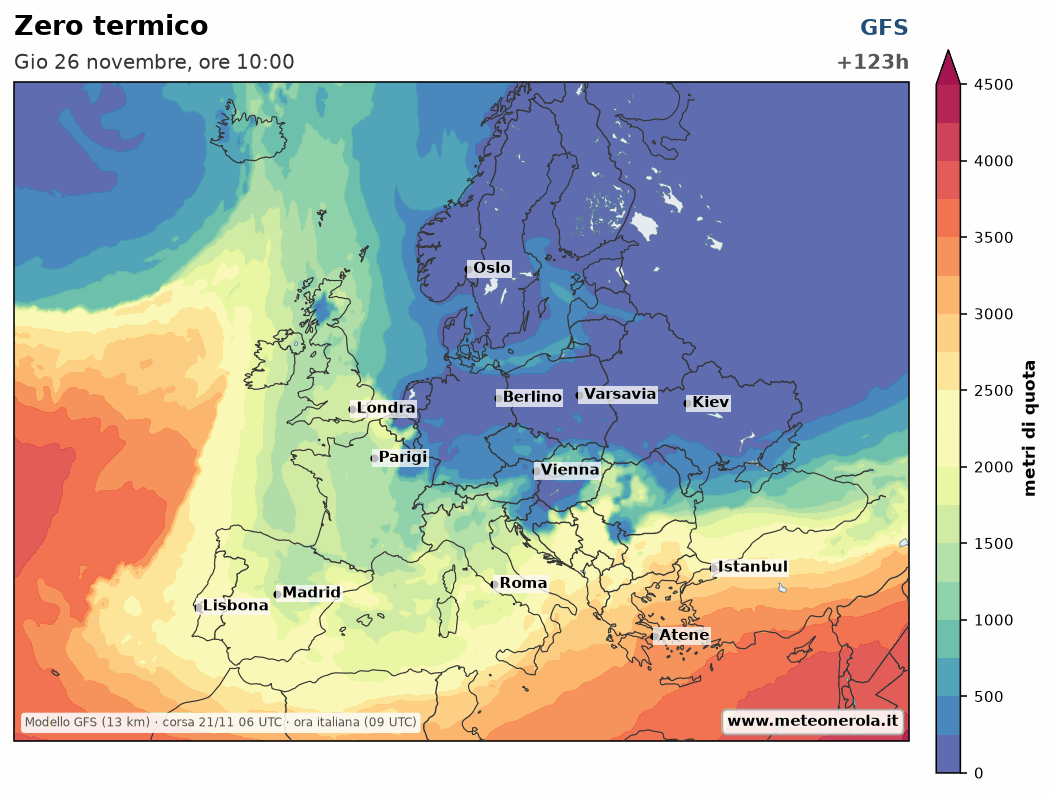 Zero termico
GFS
Gio 26 novembre, ore 10:00
+123h
4500
4000
3500
3000
2500
2000
1500
1000
500
0
metri di quota
Oslo
Londra
Berlino
Varsavia
Kiev
Parigi
Vienna
Madrid
Roma
Istanbul
Lisbona
Atene
Modello GFS (13 km) · corsa 21/11 06 UTC · ora italiana (09 UTC)
www.meteonerola.it